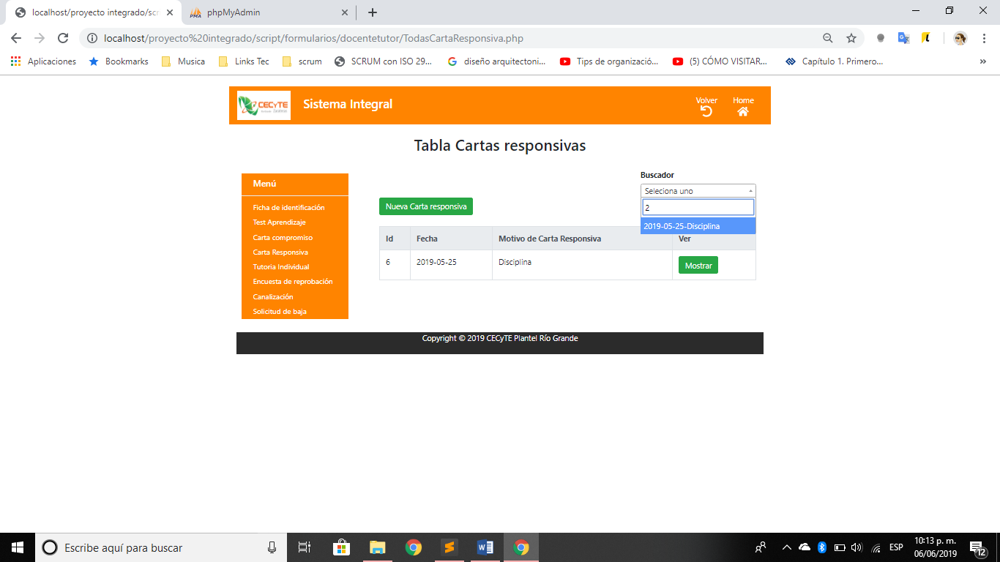 localhost/proyecto integrado/scr
phpMyAdmin
localhost/proyecto%20integrado/script/formularios/docentetutor/TodasCartaResponsiva.php
Aplicaciones
Bookmarks
Musica
Links Tec
scrum
SCRUM con ISO 29...
diseño arquitectoni...
Tips de organizació...
(5) CÓMO VISITAR...
Capítulo 1. Primero...
CECyTE
Sistema Integral
Volver
Home
Tabla Cartas responsivas
Menú
Ficha de identificación
Test Aprendizaje
Carta compromiso
Carta Responsiva
Tutoria Individual
Encuesta de reprobación
Canalización
Solicitud de baja
Buscador
Seleciona uno
2
2019-05-25-Disciplina
Nueva Carta responsiva
Id Fecha Motivo de Carta Responsiva Ver
6 2019-05-25 Disciplina Mostrar
Copyright © 2019 CECyTE Plantel Río Grande
Escribe aquí para buscar
ESP
10:13 p. m.
06/06/2019
12